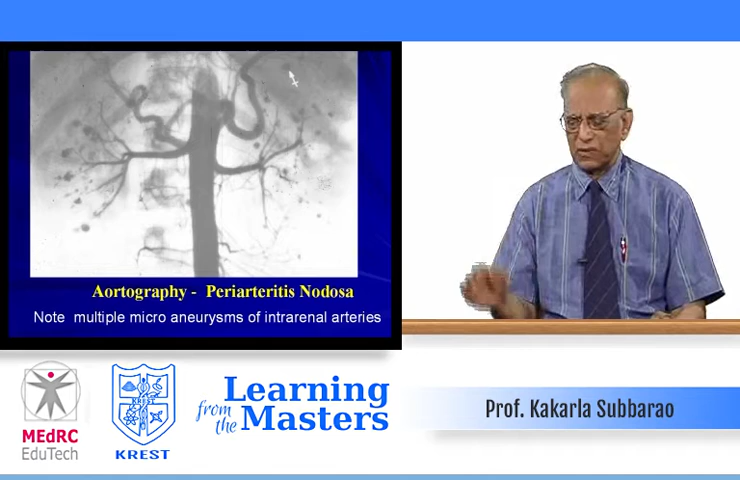 Aortography - Periarteritis Nodosa
Note multiple micro aneurysms of intrarenal arteries
MEdRC
EduTech
KREST
KREST
Learning
from the Masters
Prof. Kakarla Subbarao